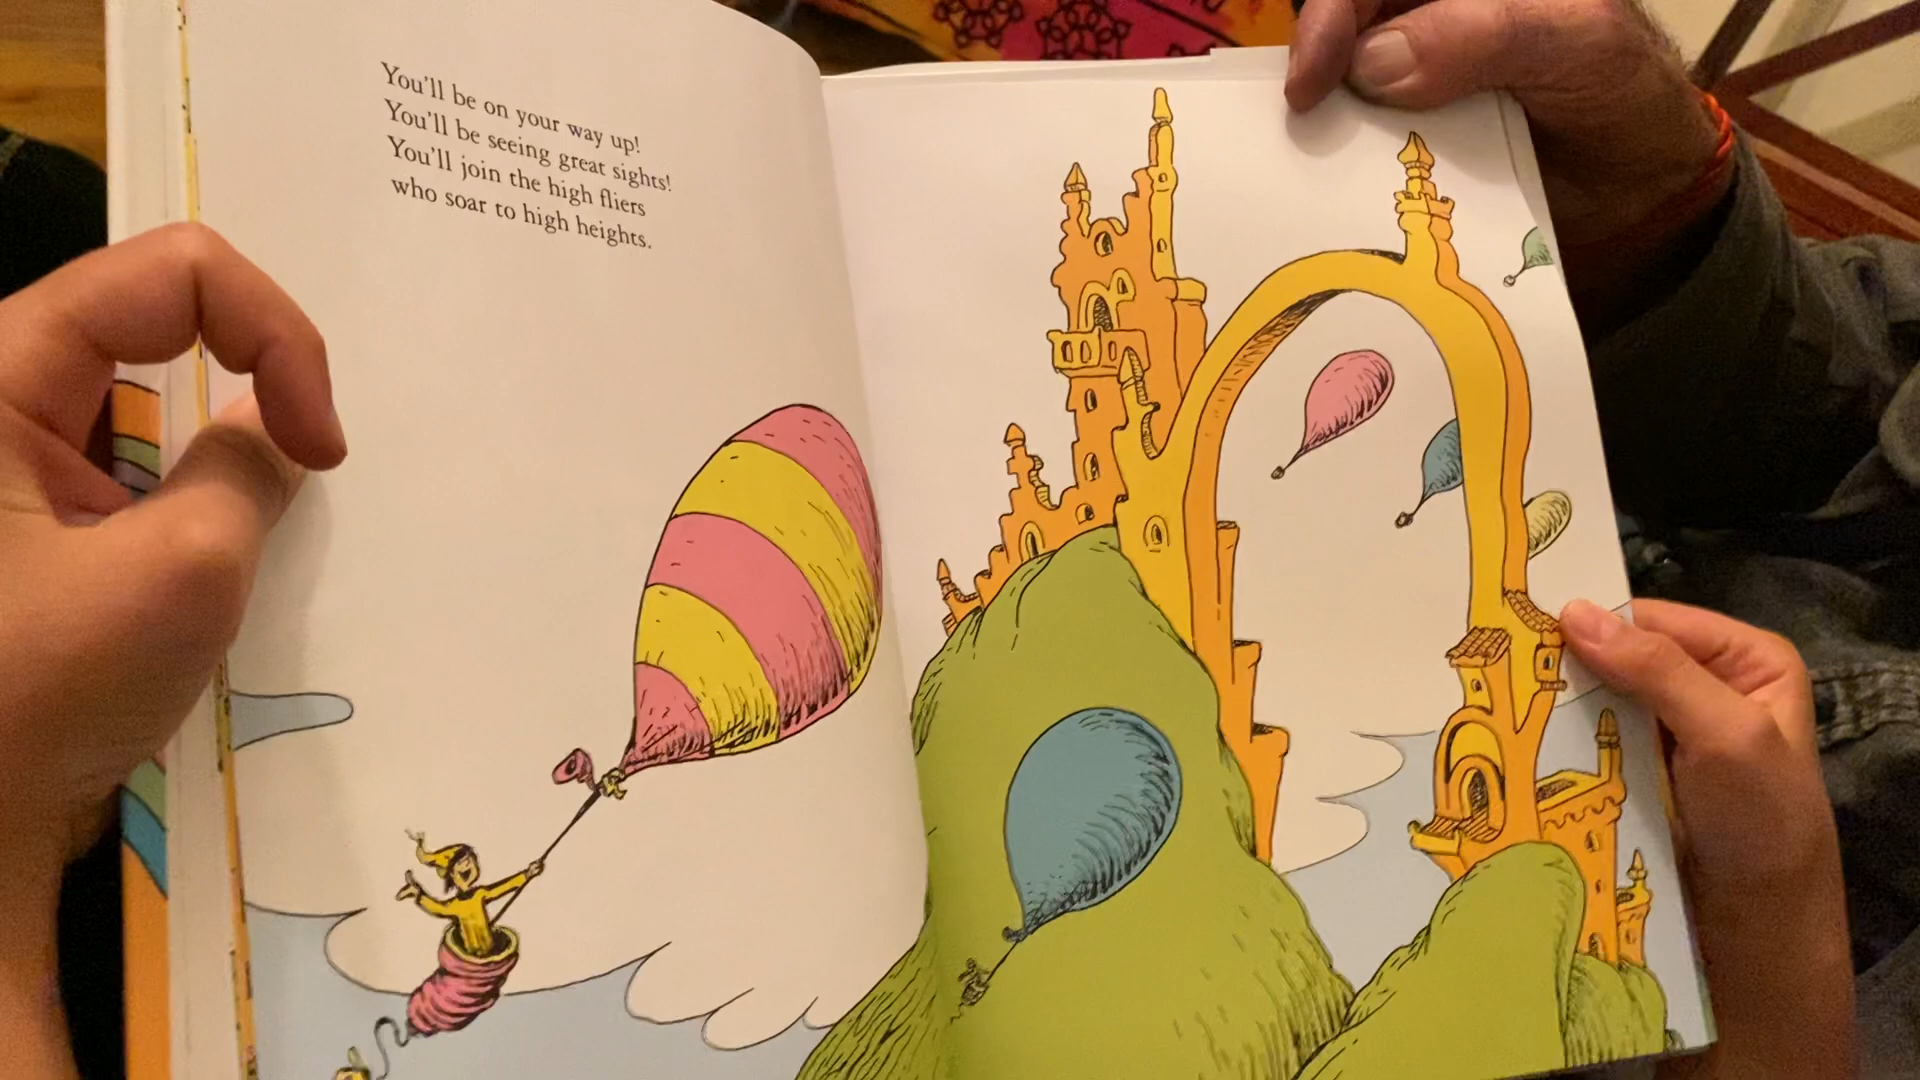 You'll be on your way up!
You'll be seeing great sights!
You'll join the high fliers
who soar to high heights.